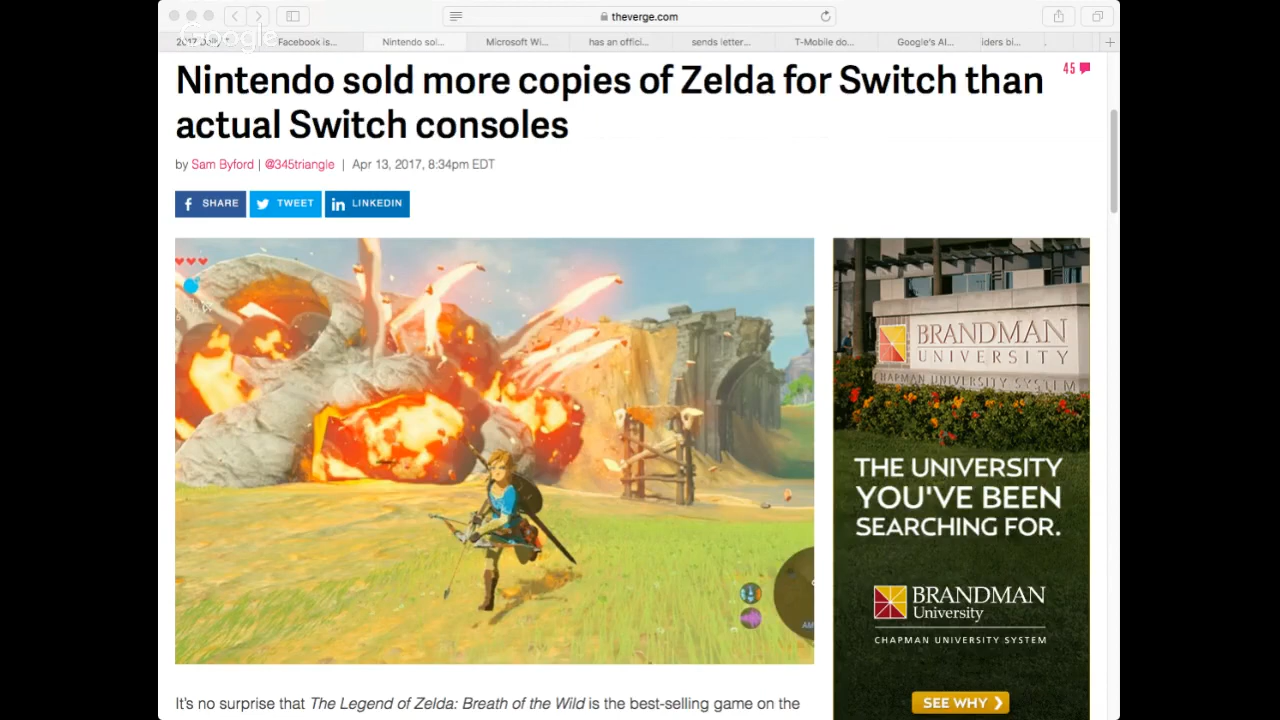 theverge.com
Google
Facebook is...
Nintendo sol...
Microsoft Wi...
has an offici...
sends letter...
T-Mobile do...
Google's AI...
iders bi...
Nintendo sold more copies of Zelda for Switch than
actual Switch consoles
45
by Sam Byford | @345triangle | Apr 13, 2017, 8:34pm EDT
SHARE
TWEET
LINKEDIN
BRANDMAN
UNIVERSITY
CHAPMAN UNIVERSITY SYSTEM
THE UNIVERSITY
YOU'VE BEEN
SEARCHING FOR.
BRANDMAN
University
CHAPMAN UNIVERSITY SYSTEM
SEE WHY
It's no surprise that The Legend of Zelda: Breath of the Wild is the best-selling game on the